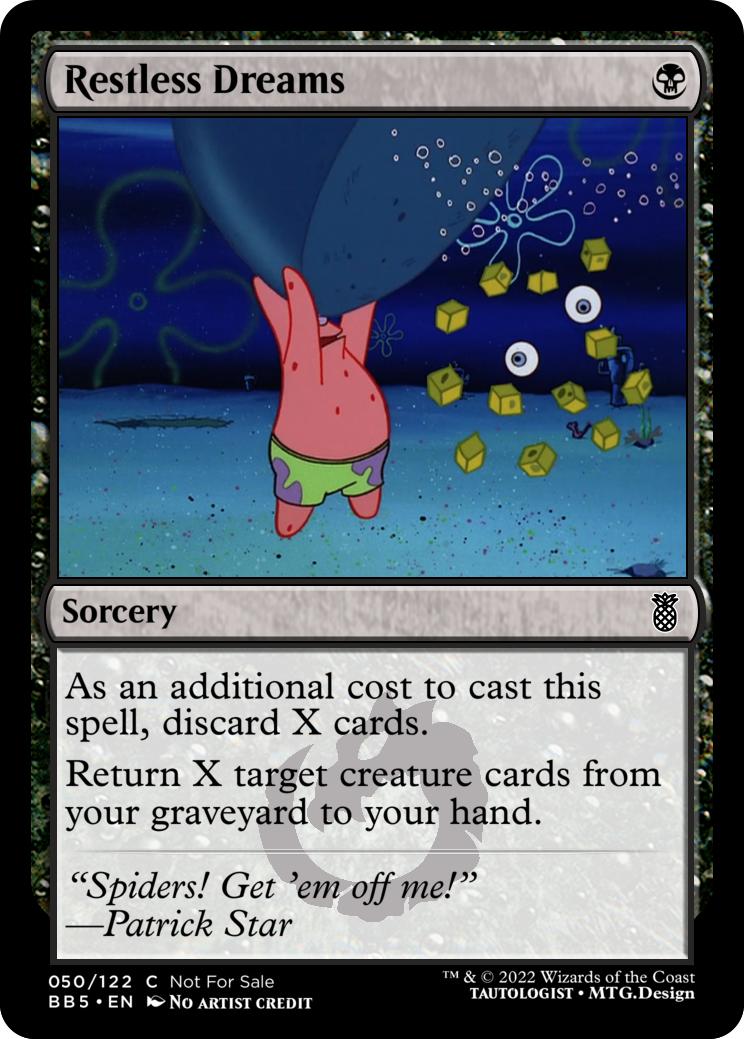 Restless Dreams
Sorcery
As an additional cost to cast this
spell, discard X cards.
Return X target creature cards from
your graveyard to your hand.
“Spiders! Get ’em off me!”
—Patrick Star
050/122 C Not For Sale
BB5 • EN No artist credit
™ & © 2022 Wizards of the Coast
TAUTOLOGIST • MTG.Design